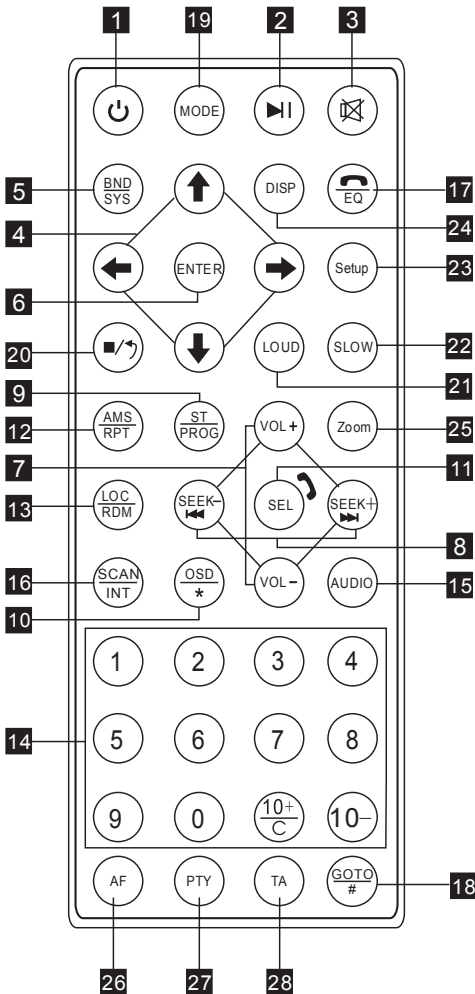 1 19 2 3
MODE
5 BND DISP 17
SYS EQ
4 24
ENTER Setup 23
6
20 LOUD SLOW 22
9 21
12 AMS ST VOL+ Zoom
RPT PROG 25
7 11
13 LOC SEEK- SEL SEEK+
RDM
8
16 SCAN OSD VOL- AUDIO 15
INT *
10
1 2 3 4
14 5 6 7 8
9 0 10+ 10-
C
AF PTY TA GOTO 18
#
26 27 28